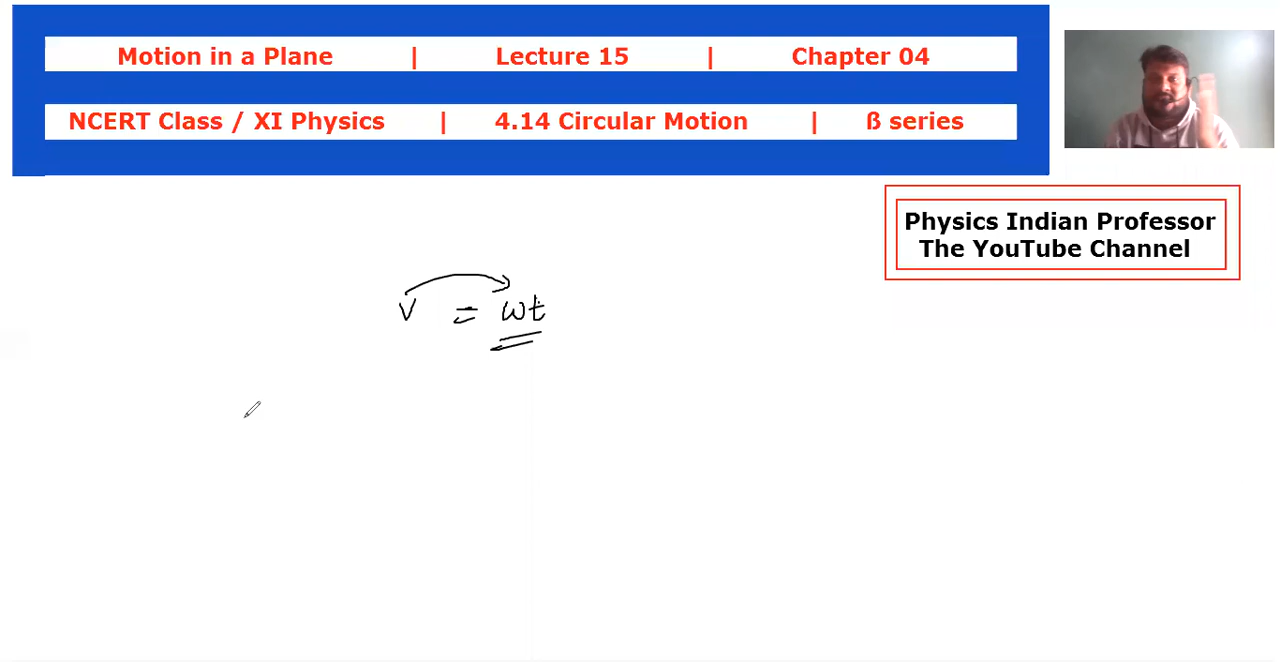 Motion in a Plane | Lecture 15 | Chapter 04
NCERT Class / XI Physics | 4.14 Circular Motion | ß series
Physics Indian Professor
The YouTube Channel
v = ωt